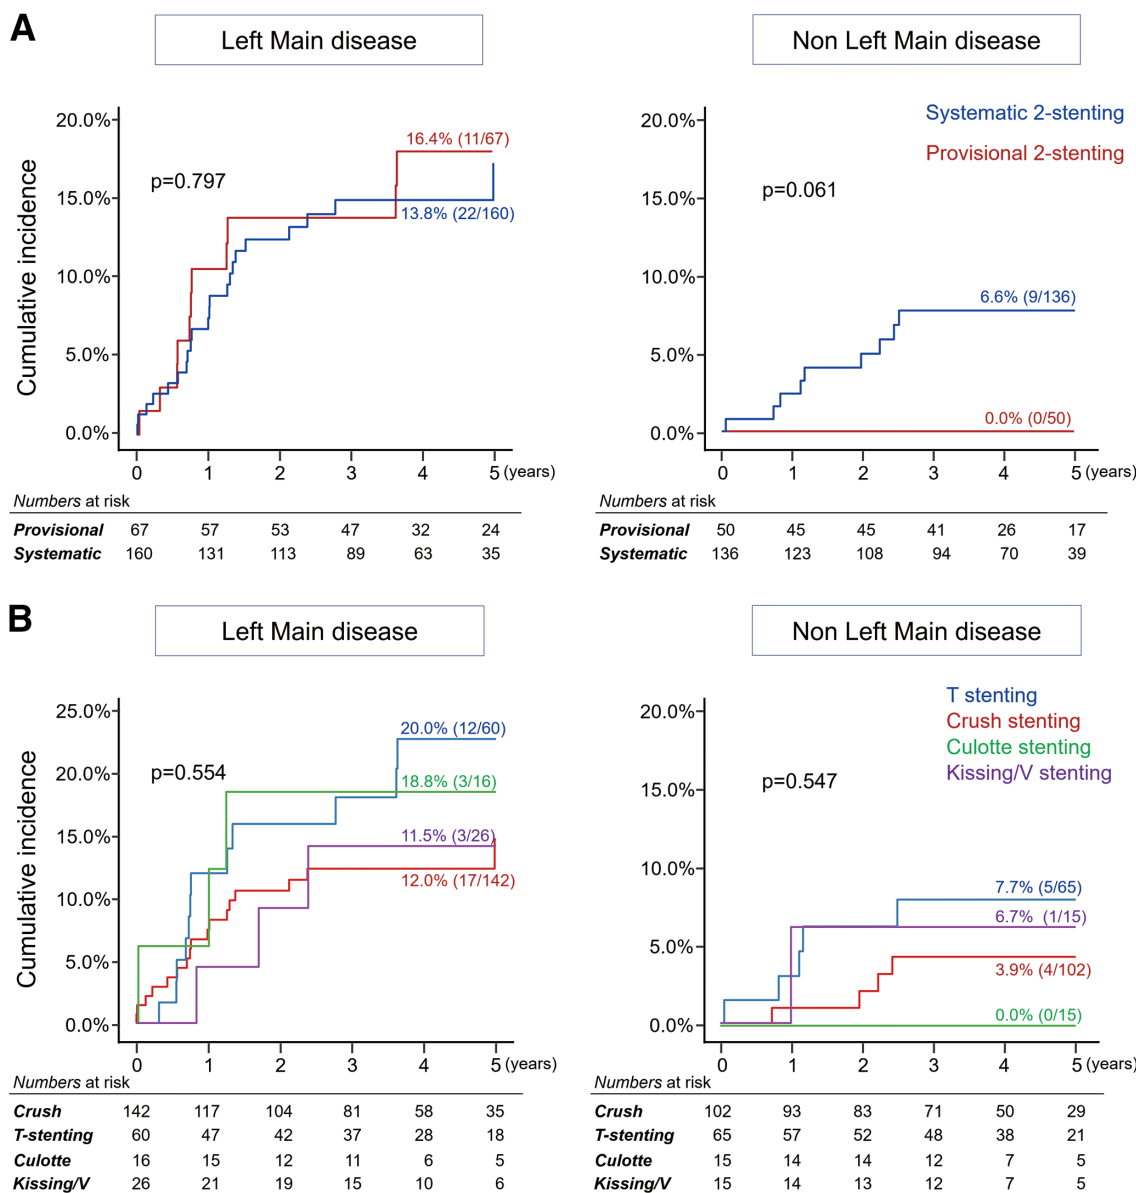 A
Left Main disease
Non Left Main disease
Cumulative incidence
20.0%
15.0%
10.0%
5.0%
0.0%
p=0.797
16.4% (11/67)
13.8% (22/160)
0 1 2 3 4 5 (years)
Numbers at risk
Provisional 67 57 53 47 32 24
Systematic 160 131 113 89 63 35
20.0%
15.0%
10.0%
5.0%
0.0%
Systematic 2-stenting
Provisional 2-stenting
p=0.061
6.6% (9/136)
0.0% (0/50)
0 1 2 3 4 5 (years)
Numbers at risk
Provisional 50 45 45 41 26 17
Systematic 136 123 108 94 70 39
B
Left Main disease
Non Left Main disease
Cumulative incidence
25.0%
20.0%
15.0%
10.0%
5.0%
0.0%
p=0.554
20.0% (12/60)
18.8% (3/16)
11.5% (3/26)
12.0% (17/142)
0 1 2 3 4 5 (years)
Numbers at risk
Crush 142 117 104 81 58 35
T-stenting 60 47 42 37 28 18
Culotte 16 15 12 11 6 5
Kissing/V 26 21 19 15 10 6
20.0%
15.0%
10.0%
5.0%
0.0%
T stenting
Crush stenting
Culotte stenting
Kissing/V stenting
p=0.547
7.7% (5/65)
6.7% (1/15)
3.9% (4/102)
0.0% (0/15)
0 1 2 3 4 5 (years)
Numbers at risk
Crush 102 93 83 71 50 29
T-stenting 65 57 52 48 38 21
Culotte 15 14 14 12 7 5
Kissing/V 15 14 13 12 7 5